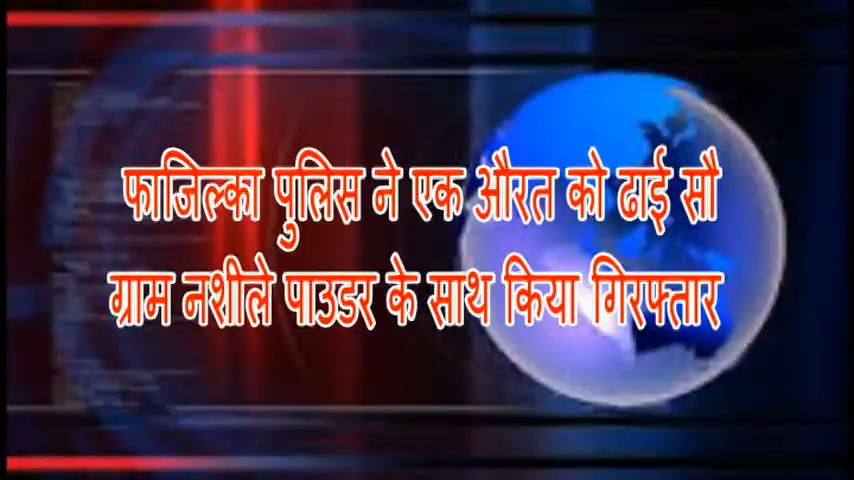 फाजिल्का पुलिस ने एक औरत को ढाई सौ
ग्राम नशीले पाउडर के साथ किया गिरफ्तार